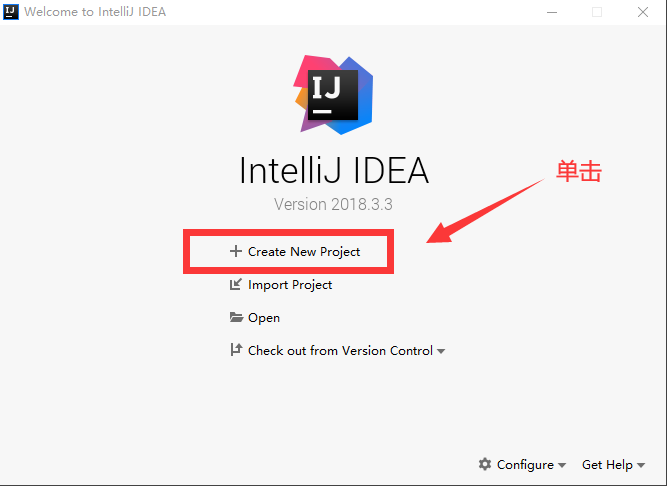 IJ Welcome to IntelliJ IDEA
IJ
IntelliJ IDEA
单击
Version 2018.3.3
Create New Project
Import Project
Open
Check out from Version Control
Configure Get Help